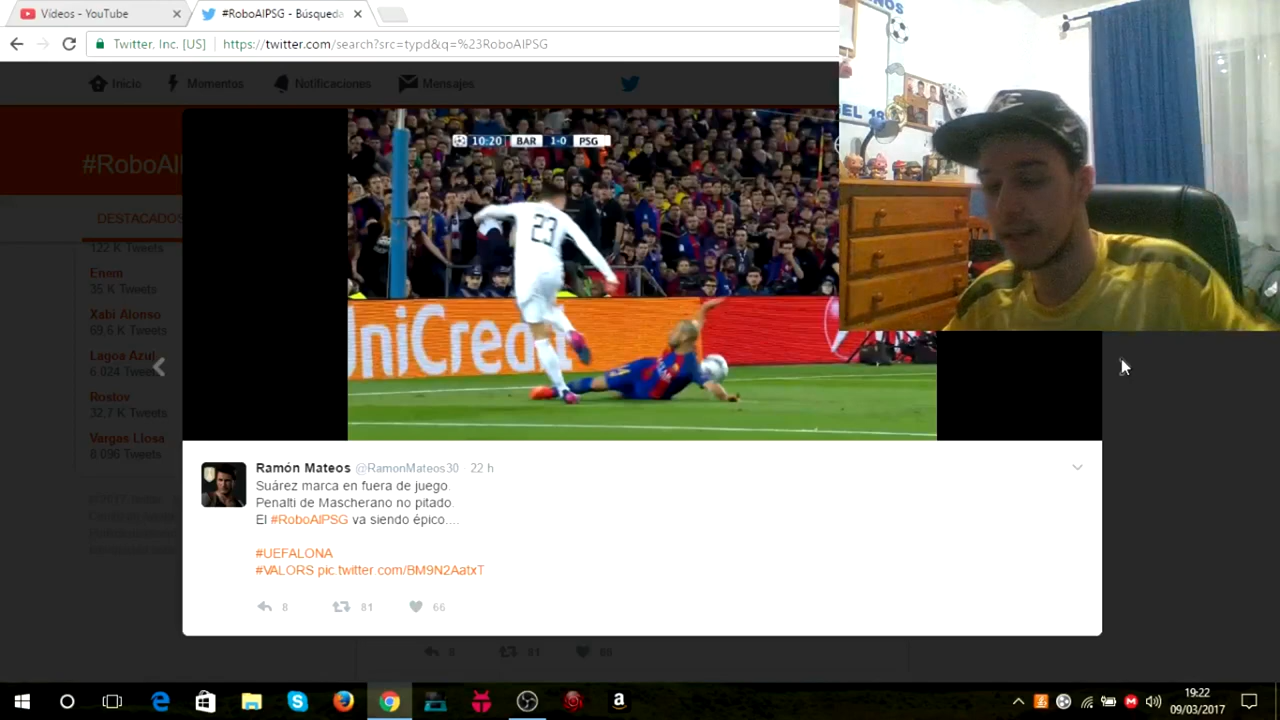 Vídeos - YouTube
#RoboAlPSG - Búsqueda
Twitter, Inc. [US]
https://twitter.com/search?src=typd&q=%23RoboAlPSG
Inicio
Momentos
Notificaciones
Mensajes
#RoboAl
DESTACADOS
122 K Tweets
Enem
35 K Tweets
Xabi Alonso
69.6 K Tweets
Lagoa Azul
6 024 Tweets
Rostov
32.7 K Tweets
Vargas Llosa
8 096 Tweets
10:20 BAR 1-0 PSG
23
UniCredit
Ramón Mateos @RamonMateos30 · 22 h
Suárez marca en fuera de juego.
Penalti de Mascherano no pitado.
El #RoboAlPSG va siendo épico....
#UEFALONA
#VALORS pic.twitter.com/BM9N2AatxT
8 81 66
19:22
09/03/2017